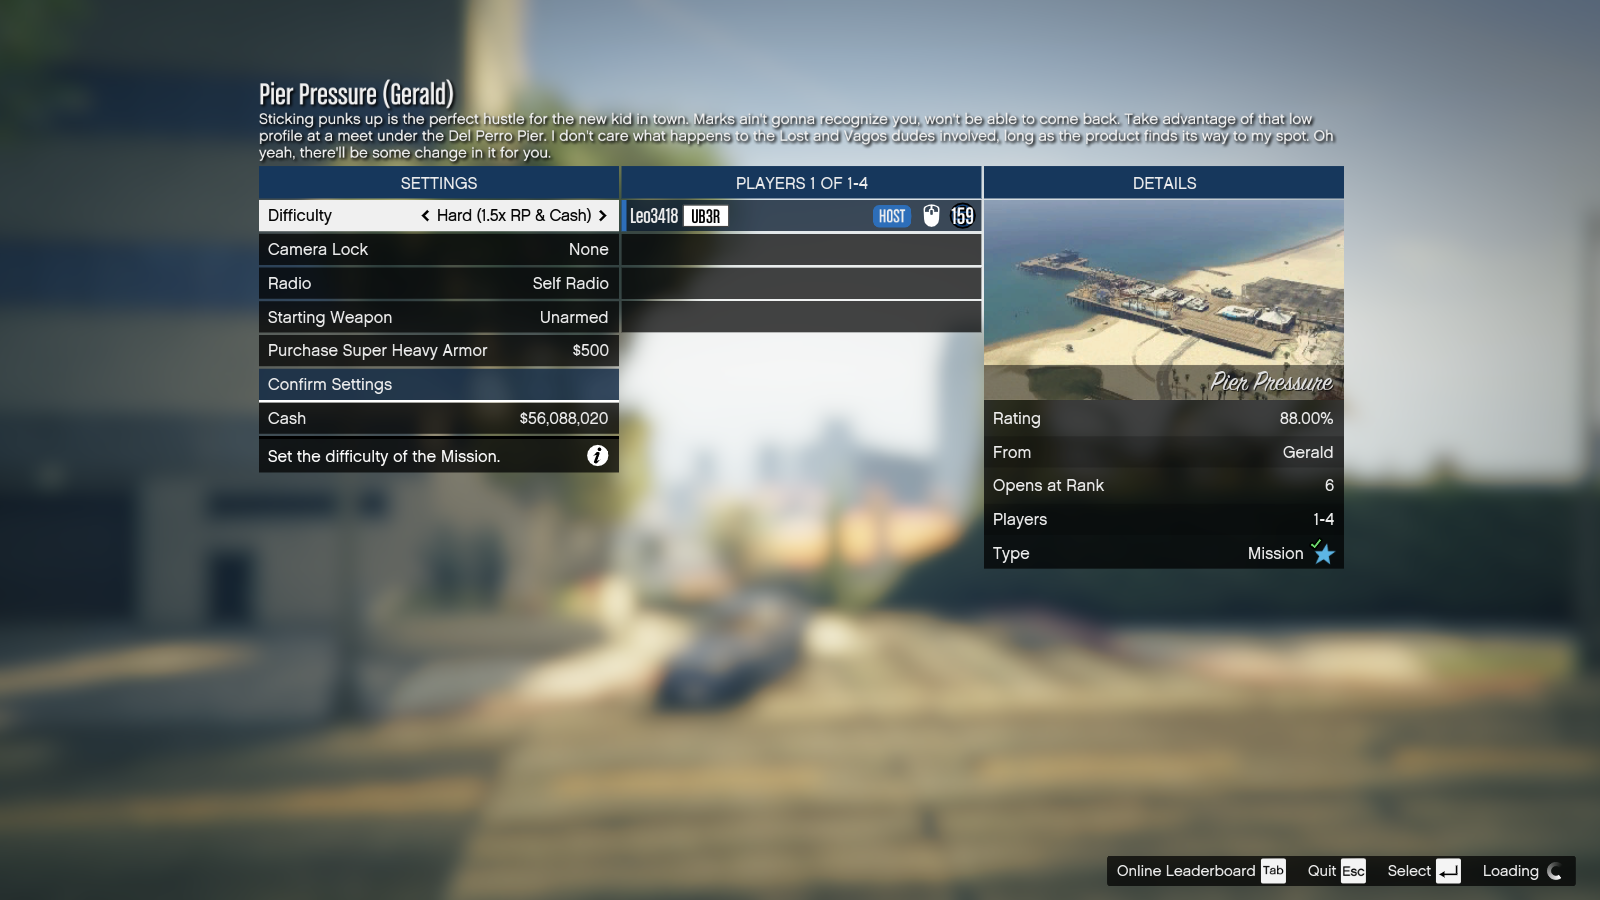 Pier Pressure (Gerald)
Sticking punks up is the perfect hustle for the new kid in town. Marks ain't gonna recognize you, won't be able to come back. Take advantage of that low
profile at a meet under the Del Perro Pier. I don't care what happens to the Lost and Vagos dudes involved, long as the product finds its way to my spot. Oh
yeah, there'll be some change in it for you.
SETTINGS
Difficulty Hard (1.5x RP & Cash)
Camera Lock None
Radio Self Radio
Starting Weapon Unarmed
Purchase Super Heavy Armor $500
Confirm Settings
Cash $56,088,020
Set the difficulty of the Mission.
PLAYERS 1 OF 1-4
Leo3418 UB3R HOST 159
DETAILS
Pier Pressure
Rating 88.00%
From Gerald
Opens at Rank 6
Players 1-4
Type Mission
Online Leaderboard Tab Quit Esc Select Loading